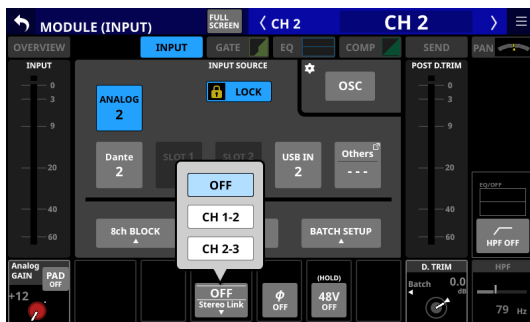 MODULE (INPUT)
FULL
SCREEN
CH 2
CH 2
OVERVIEW
INPUT
GATE
EQ
COMP
SEND
PAN
INPUT
INPUT SOURCE
POST D.TRIM
0
3
9
20
40
60
LOCK
OSC
ANALOG
2
Dante
2
SLOT 1
SLOT 2
USB IN
2
Others
---
0
3
9
20
40
60
OFF
CH 1-2
CH 2-3
8ch BLOCK
BATCH SETUP
EQ/OFF
HPF OFF
Analog
GAIN
PAD
OFF
+12
OFF
Stereo Link
φ
OFF
(HOLD)
48V
OFF
D. TRIM
Batch
0.0
dB
HPF
79 Hz